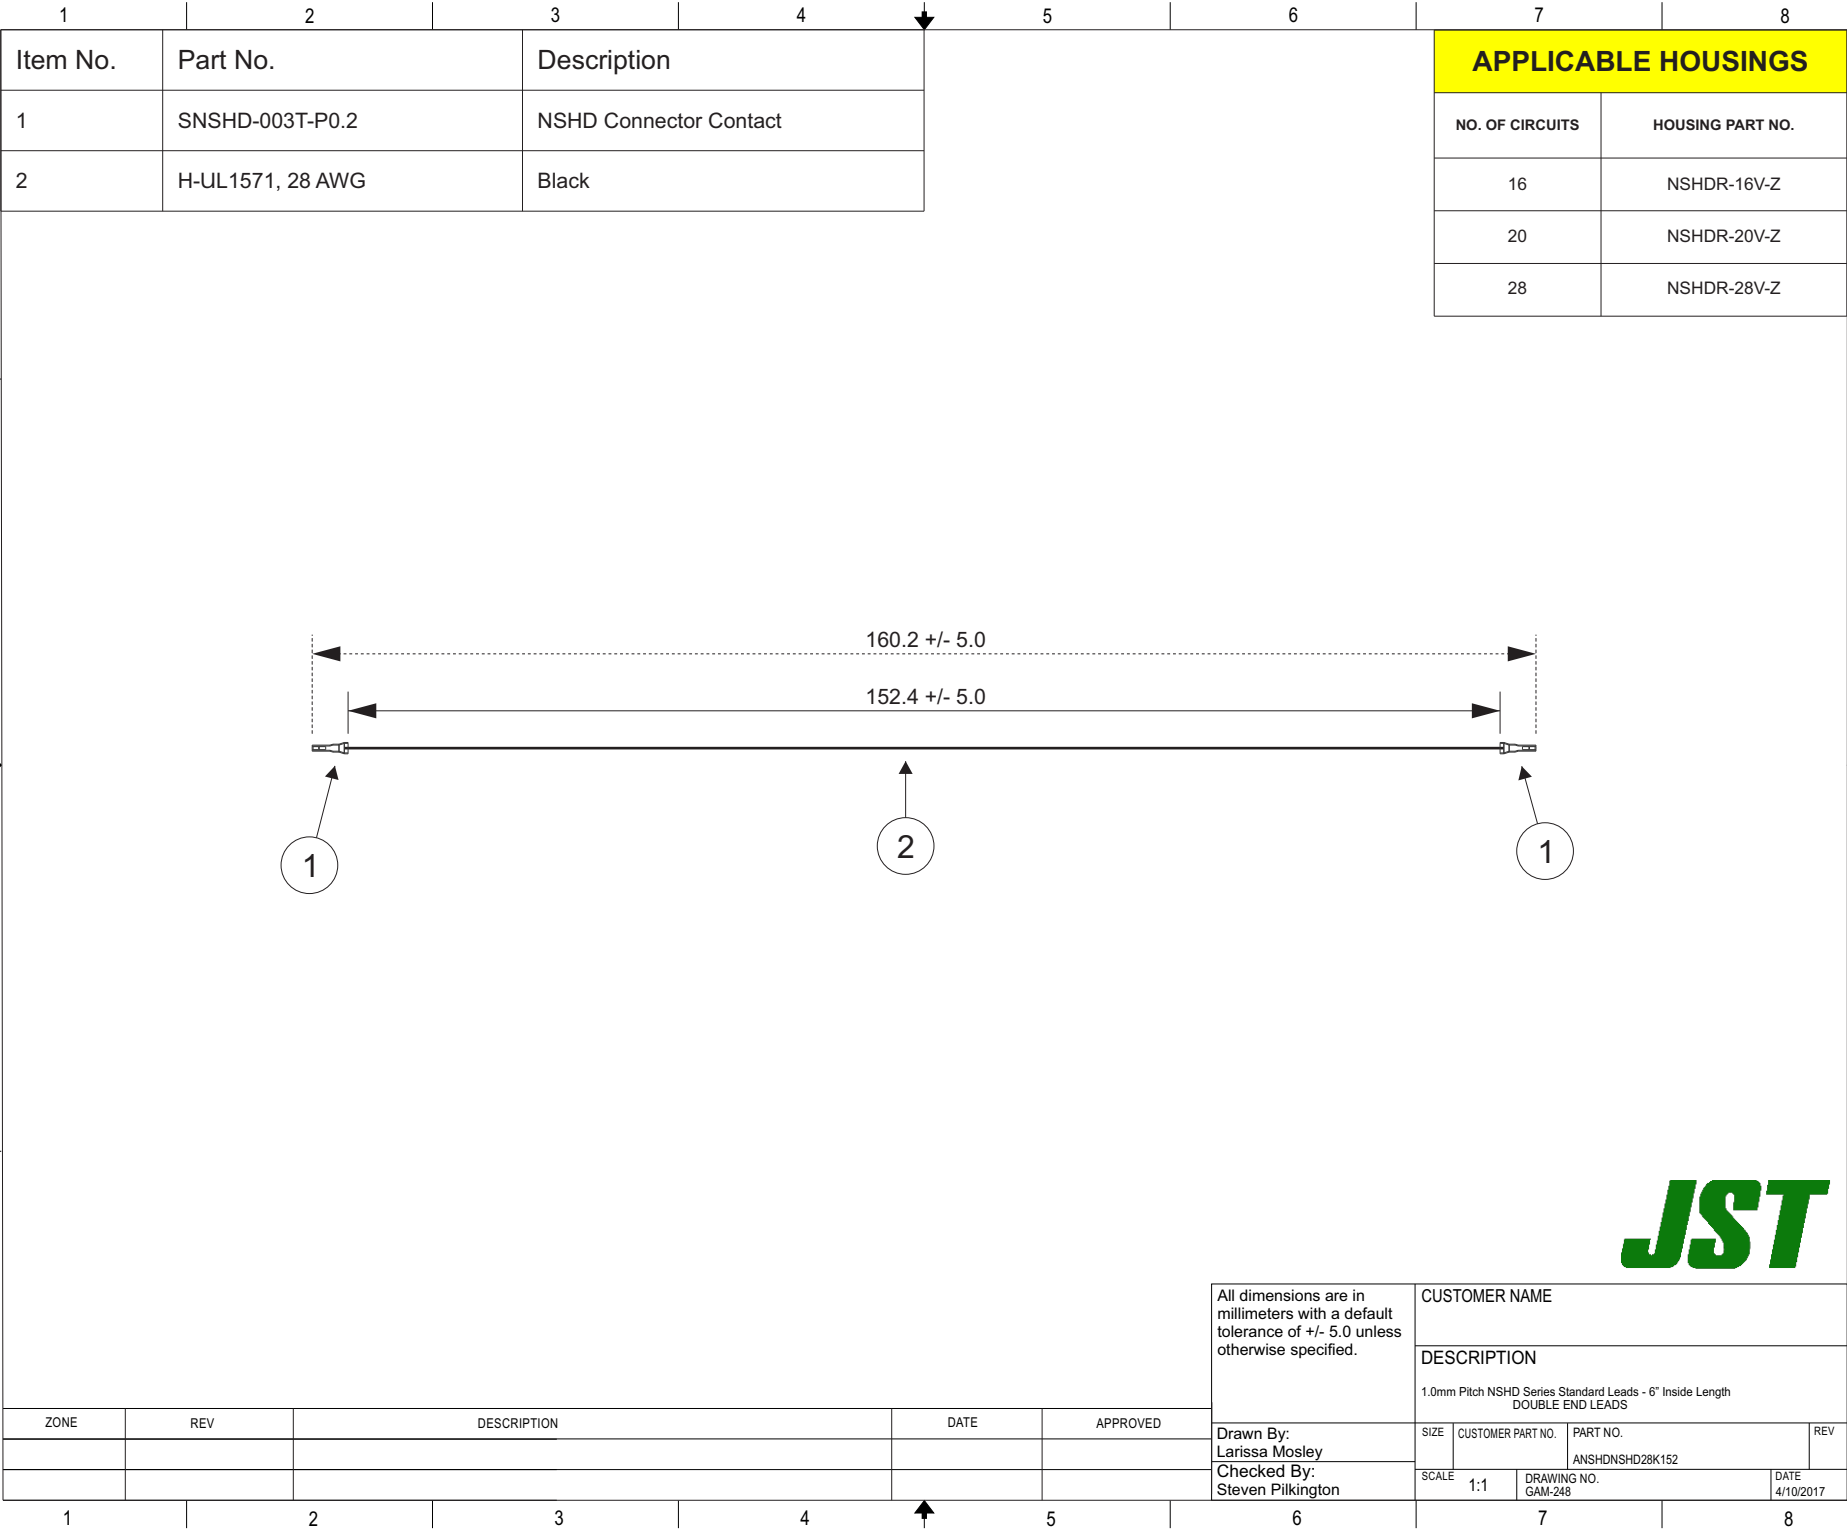 1 2 3 4 5 6 7 8
Item No. Part No. Description
1 SNSHD-003T-P0.2 NSHD Connector Contact
2 H-UL1571, 28 AWG Black
APPLICABLE HOUSINGS
NO. OF CIRCUITS HOUSING PART NO.
16 NSHDR-16V-Z
20 NSHDR-20V-Z
28 NSHDR-28V-Z
160.2 +/- 5.0
152.4 +/- 5.0
1 2 1
JST
All dimensions are in
millimeters with a default
tolerance of +/- 5.0 unless
otherwise specified.
CUSTOMER NAME
DESCRIPTION
1.0mm Pitch NSHD Series Standard Leads - 6" Inside Length
DOUBLE END LEADS
ZONE REV DESCRIPTION DATE APPROVED
Drawn By:
Larissa Mosley
Checked By:
Steven Pilkington
SIZE CUSTOMER PART NO. PART NO. REV
ANSHDNSHD28K152
SCALE 1:1 DRAWING NO. DATE
GAM-248 4/10/2017
1 2 3 4 5 6 7 8